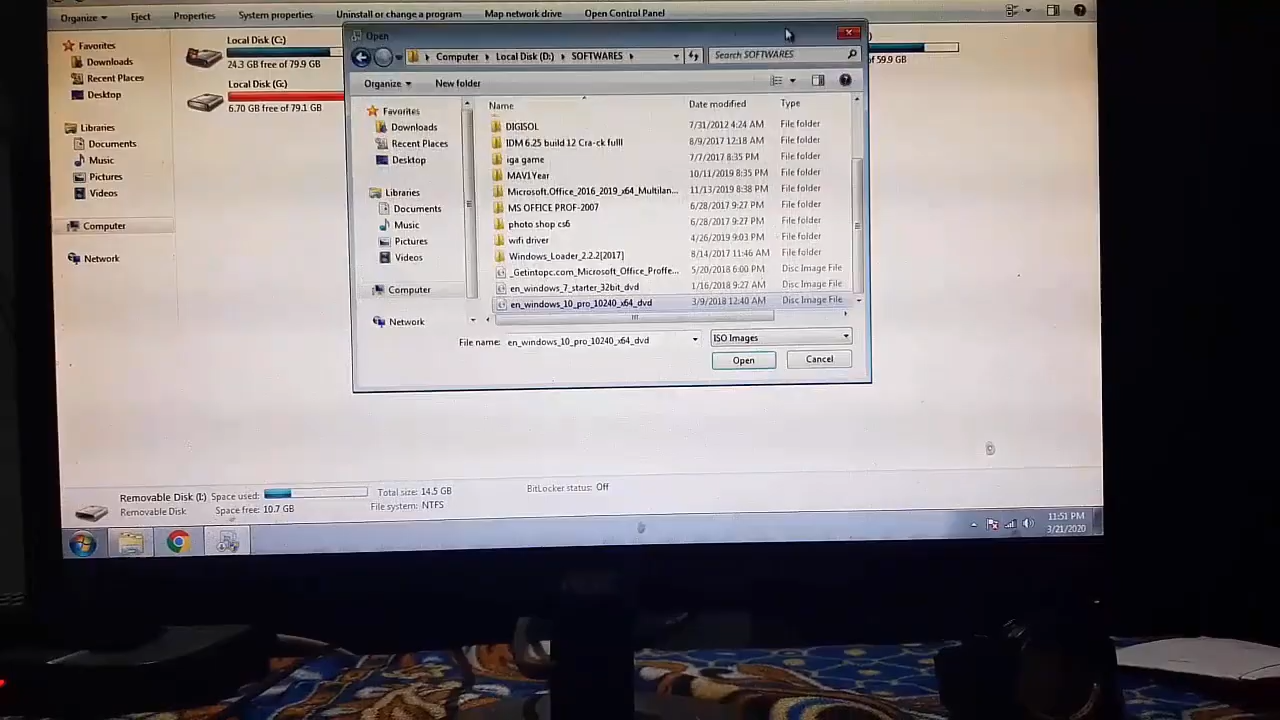 Organize Eject Properties System properties Uninstall or change a program Map network drive Open Control Panel
Favorites
Downloads
Recent Places
Desktop
Libraries
Documents
Music
Pictures
Videos
Computer
Network
Local Disk (C:)
24.3 GB free of 79.9 GB
Local Disk (G:)
6.70 GB free of 79.1 GB
of 59.9 GB
Open
Computer Local Disk (D:) SOFTWARES
Search SOFTWARES
Organize New folder
Favorites
Downloads
Recent Places
Desktop
Libraries
Documents
Music
Pictures
Videos
Computer
Network
Name Date modified Type
DIGISOL 7/31/2012 4:24 AM File folder
IDM 6.25 build 12 Cra-ck fulll 8/9/2017 12:18 AM File folder
iga game 7/7/2017 8:35 PM File folder
MAV1Year 10/11/2019 8:35 PM File folder
Microsoft.Office_2016_2019_x64_Multilan... 11/13/2019 8:38 PM File folder
MS OFFICE PROF-2007 6/28/2017 9:27 PM File folder
photo shop cs6 6/28/2017 9:27 PM File folder
wifi driver 4/26/2019 9:03 PM File folder
Windows_Loader_2.2.2[2017] 8/14/2017 11:46 AM File folder
_Getintopc.com_Microsoft_Office_Proffe... 5/20/2018 6:00 PM Disc Image File
en_windows_7_starter_32bit_dvd 1/16/2018 9:27 AM Disc Image File
en_windows_10_pro_10240_x64_dvd 3/9/2018 12:40 AM Disc Image File
File name: en_windows_10_pro_10240_x64_dvd ISO Images
Open Cancel
Removable Disk (I:) Space used: Total size: 14.5 GB BitLocker status: Off
Removable Disk Space free: 10.7 GB File system: NTFS
11:51 PM
3/21/2020